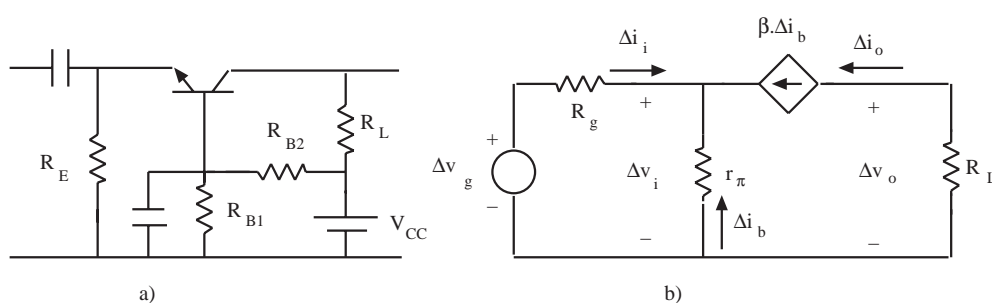 R E
R B2
R L
R B1
V CC
a)
Δi i
β.Δi b
Δi o
R g
+
−
Δv g
+
−
Δv i
r π
Δi b
+
−
Δv o
R L
b)